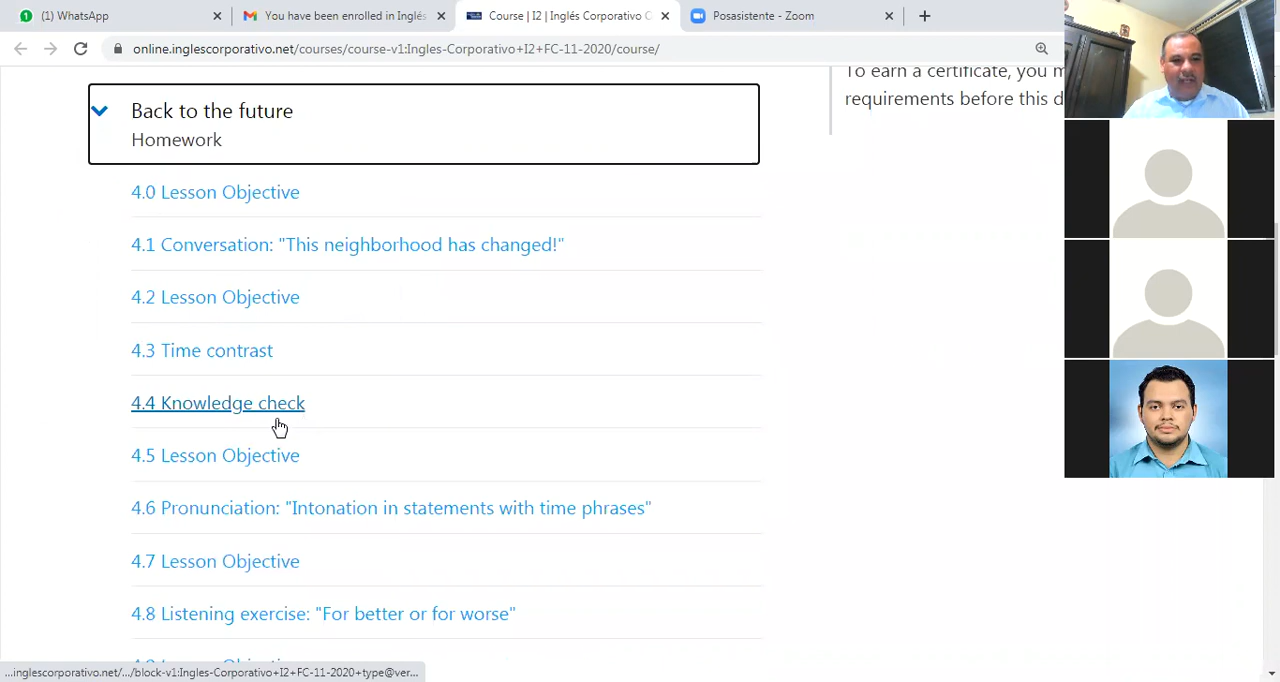 (1) WhatsApp
You have been enrolled in Inglés
Course | I2 | Inglés Corporativo C
Posasistente - Zoom
online.inglescorporativo.net/courses/course-v1:Ingles-Corporativo+I2+FC-11-2020/course/
To earn a certificate, you m
requirements before this d
Back to the future
Homework
4.0 Lesson Objective
4.1 Conversation: "This neighborhood has changed!"
4.2 Lesson Objective
4.3 Time contrast
4.4 Knowledge check
4.5 Lesson Objective
4.6 Pronunciation: "Intonation in statements with time phrases"
4.7 Lesson Objective
4.8 Listening exercise: "For better or for worse"
...inglescorporativo.net/.../block-v1:Ingles-Corporativo+I2+FC-11-2020+type@ver...